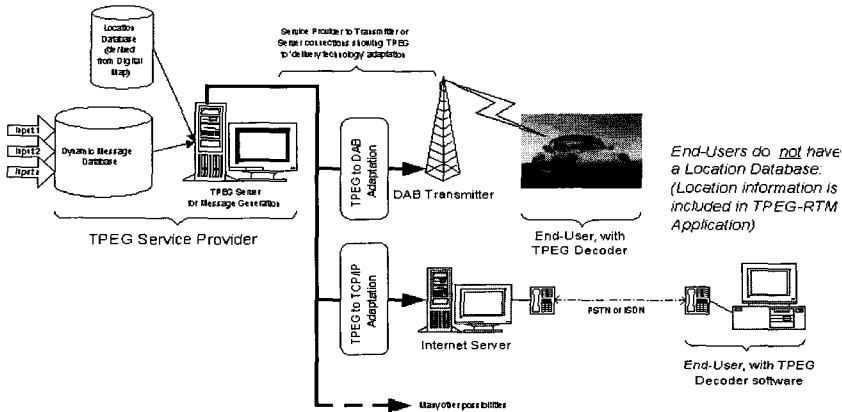 Location
Database
(derived
from Digital
Map)
Service Provider to Transmitter or
Server connections showing TPEG
to 'delivery technology' adaptation
Input 1
Input 2
Input
Dynamic Message
Database
TPEG Server
for Message Generation
TPEG Service Provider
TPEG to DAB
Adaptation
DAB Transmitter
End-User, with
TPEG Decoder
End-Users do not have
a Location Database:
(Location information is
included in TPEG-RTM
Application)
TPEG to TCP/IP
Adaptation
Internet Server
PSTN or ISDN
End-User, with TPEG
Decoder software
Many other possibilities